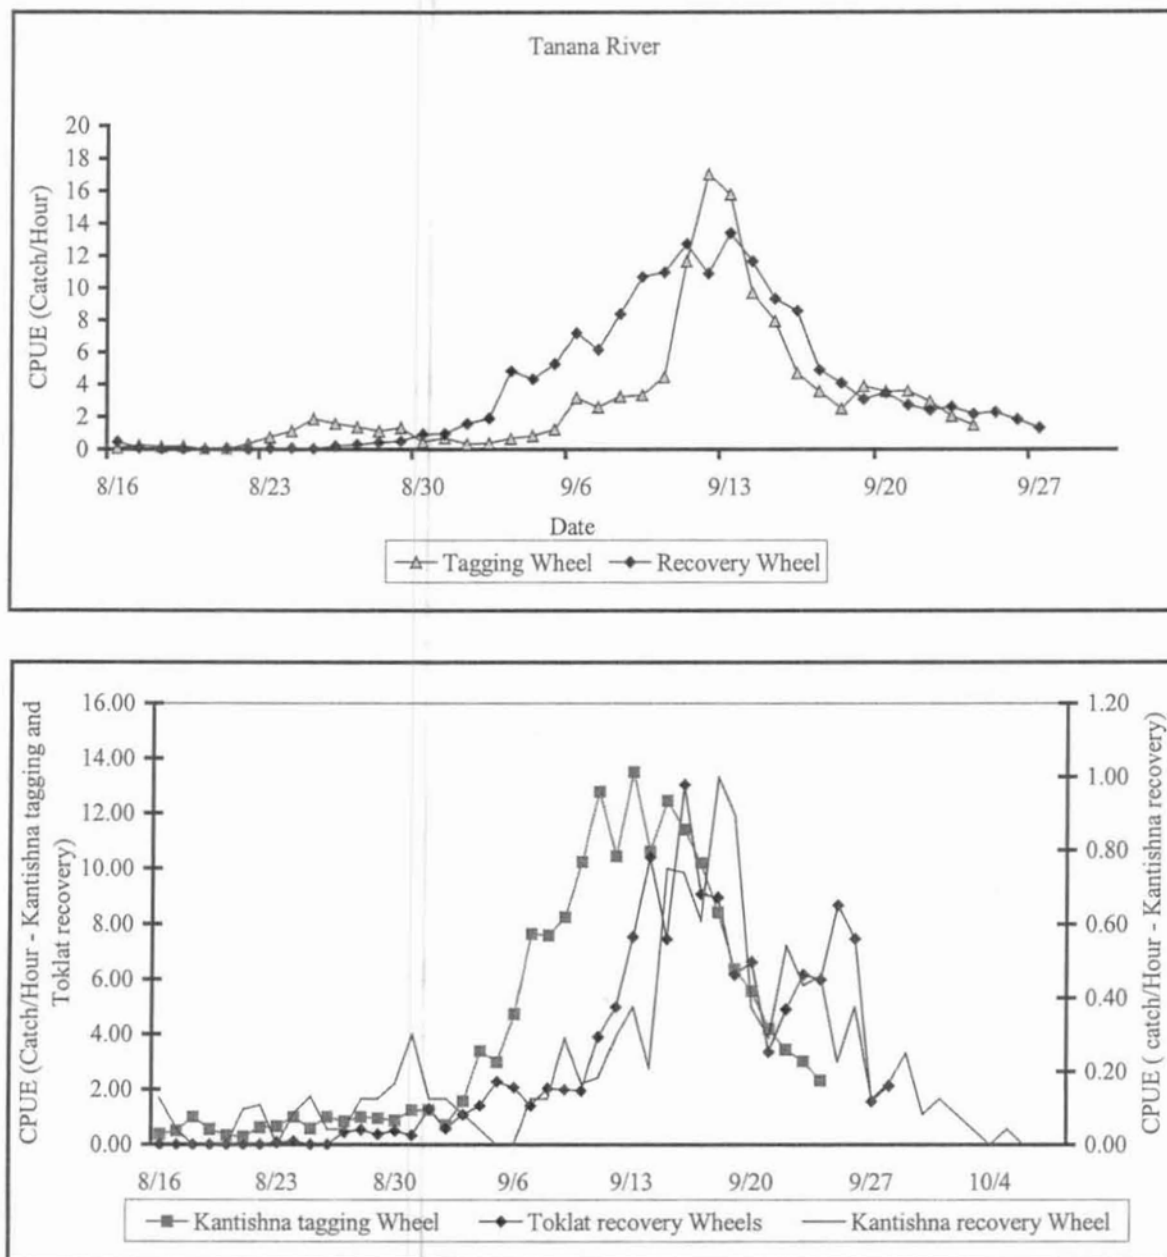 Tanana River
CPUE (Catch/Hour)
20
18
16
14
12
10
8
6
4
2
0
8/16 8/23 8/30 9/6 9/13 9/20 9/27
Date
Tagging Wheel Recovery Wheel
CPUE (Catch/Hour - Kantishna tagging and
Toklat recovery)
16.00
14.00
12.00
10.00
8.00
6.00
4.00
2.00
0.00
1.20
1.00
0.80
0.60
0.40
0.20
0.00
CPUE ( catch/Hour - Kantishna recovery)
8/16 8/23 8/30 9/6 9/13 9/20 9/27 10/4
Kantishna tagging Wheel Toklat recovery Wheels Kantishna recovery Wheel